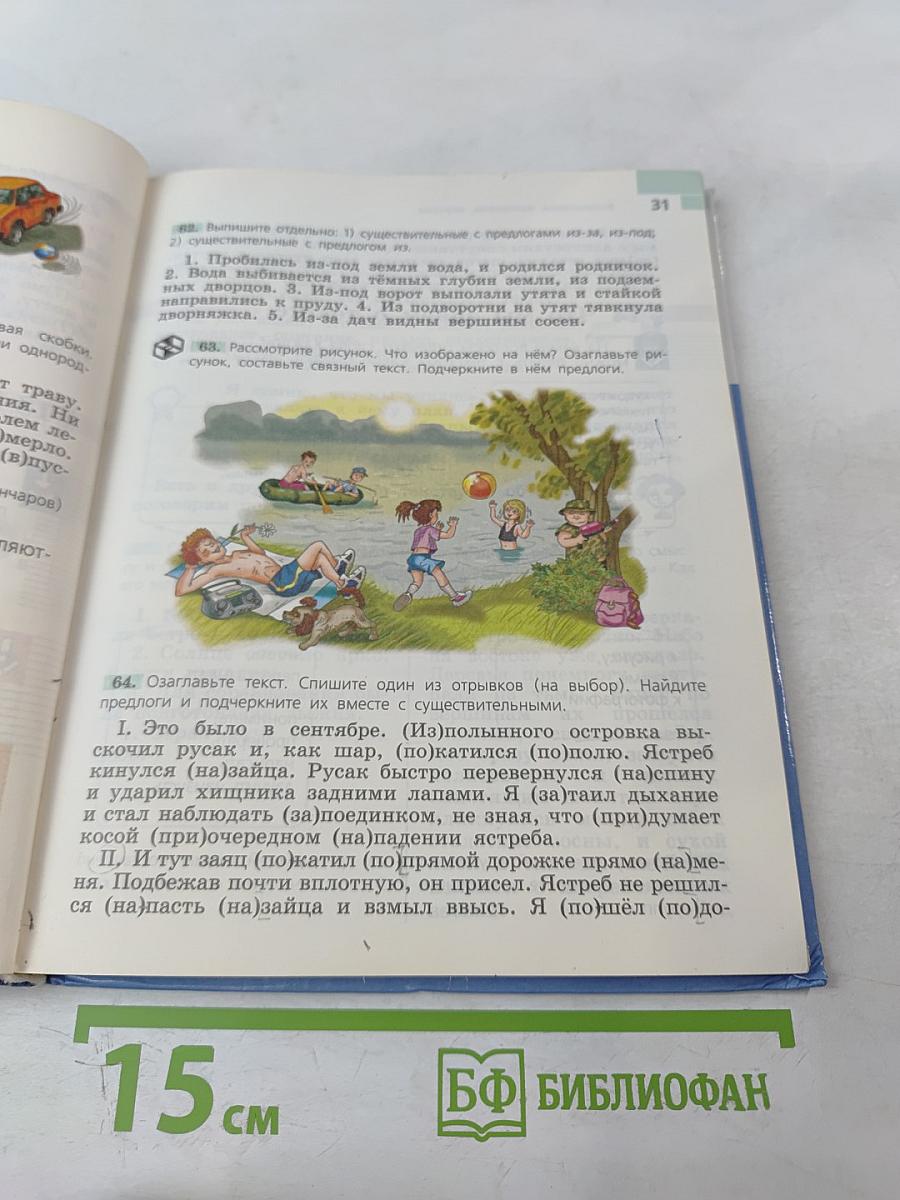 вая скобки.
и однород-
т траву.
ния. Ни
лем ле-
)мерло.
(в)пус-
нчаров)
ляют-
31
62. Выпишите отдельно: 1) существительные с предлогами из-за, из-под;
2) существительные с предлогом из.
1. Пробилась из-под земли вода, и родился родничок.
2. Вода выбивается из тёмных глубин земли, из подзем-
ных дворцов. 3. Из-под ворот выползли утята и стайкой
направились к пруду. 4. Из подворотни на утят тявкнула
дворняжка. 5. Из-за дач видны вершины сосен.
63. Рассмотрите рисунок. Что изображено на нём? Озаглавьте ри-
сунок, составьте связный текст. Подчеркните в нём предлоги.
64. Озаглавьте текст. Спишите один из отрывков (на выбор). Найдите
предлоги и подчеркните их вместе с существительными.
I. Это было в сентябре. (Из)полынного островка вы-
скочил русак и, как шар, (по)катился (по)полю. Ястреб
кинулся (на)зайца. Русак быстро перевернулся (на)спину
и ударил хищника задними лапами. Я (за)таил дыхание
и стал наблюдать (за)поединком, не зная, что (при)думает
косой (при)очередном (на)падении ястреба.
II. И тут заяц (по)катил (по)прямой дорожке прямо (на)ме-
ня. Подбежав почти вплотную, он присел. Ястреб не решил-
ся (на)пасть (на)зайца и взмыл ввысь. Я (по)шёл (по)до-
15 см
БФ БИБЛИОФАН